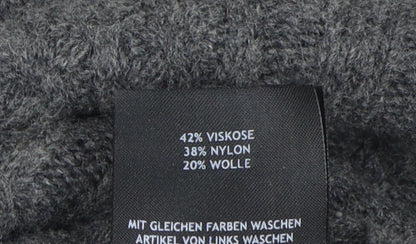 42% VISKOSE
38% NYLON
20% WOLLE
MIT GLEICHEN FARBEN WASCHEN
ARTIKEL VON LINKS WASCHEN